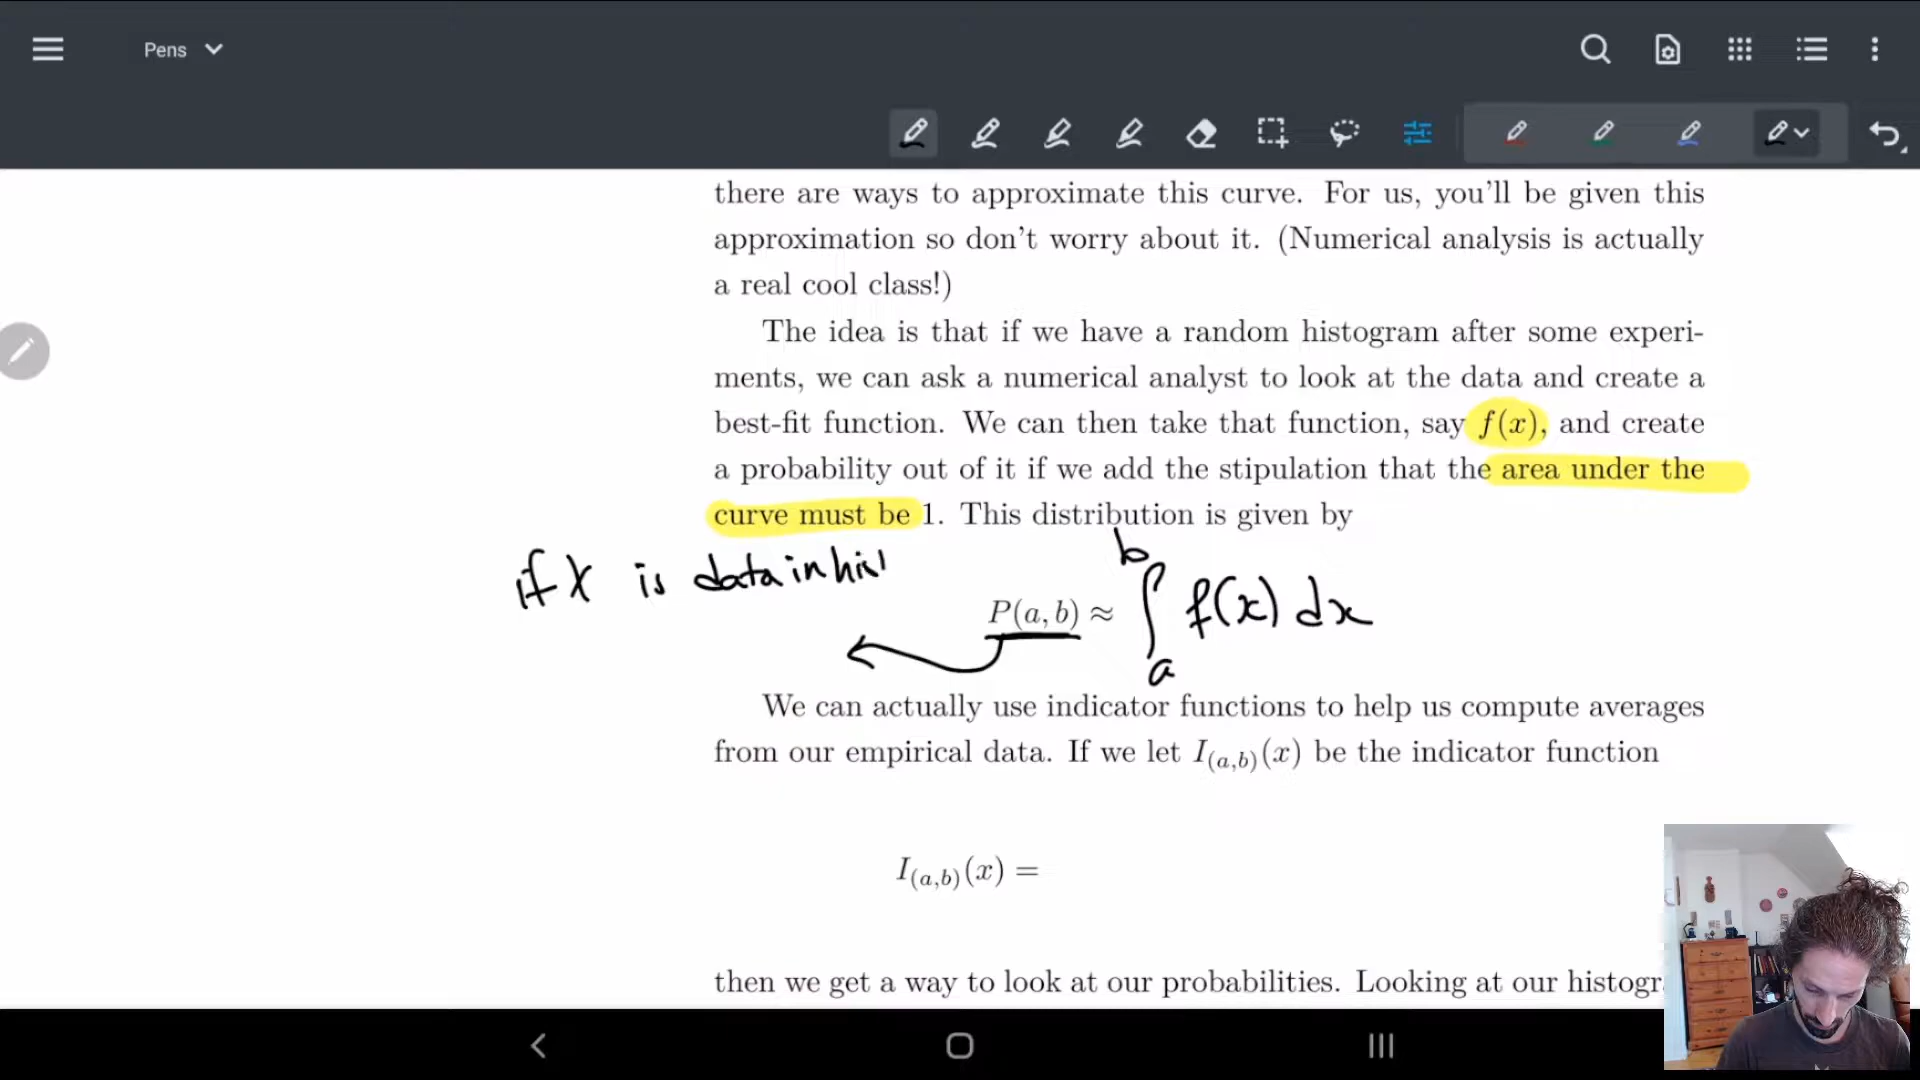 Pens
there are ways to approximate this curve. For us, you'll be given this
approximation so don't worry about it. (Numerical analysis is actually
a real cool class!)
The idea is that if we have a random histogram after some experi-
ments, we can ask a numerical analyst to look at the data and create a
best-fit function. We can then take that function, say f(x), and create
a probability out of it if we add the stipulation that the area under the
curve must be 1. This distribution is given by
if X is data in his
P(a, b) ≈ ∫_a^b f(x) dx
We can actually use indicator functions to help us compute averages
from our empirical data. If we let I_{(a,b)}(x) be the indicator function
I_{(a,b)}(x) =
then we get a way to look at our probabilities. Looking at our histogr